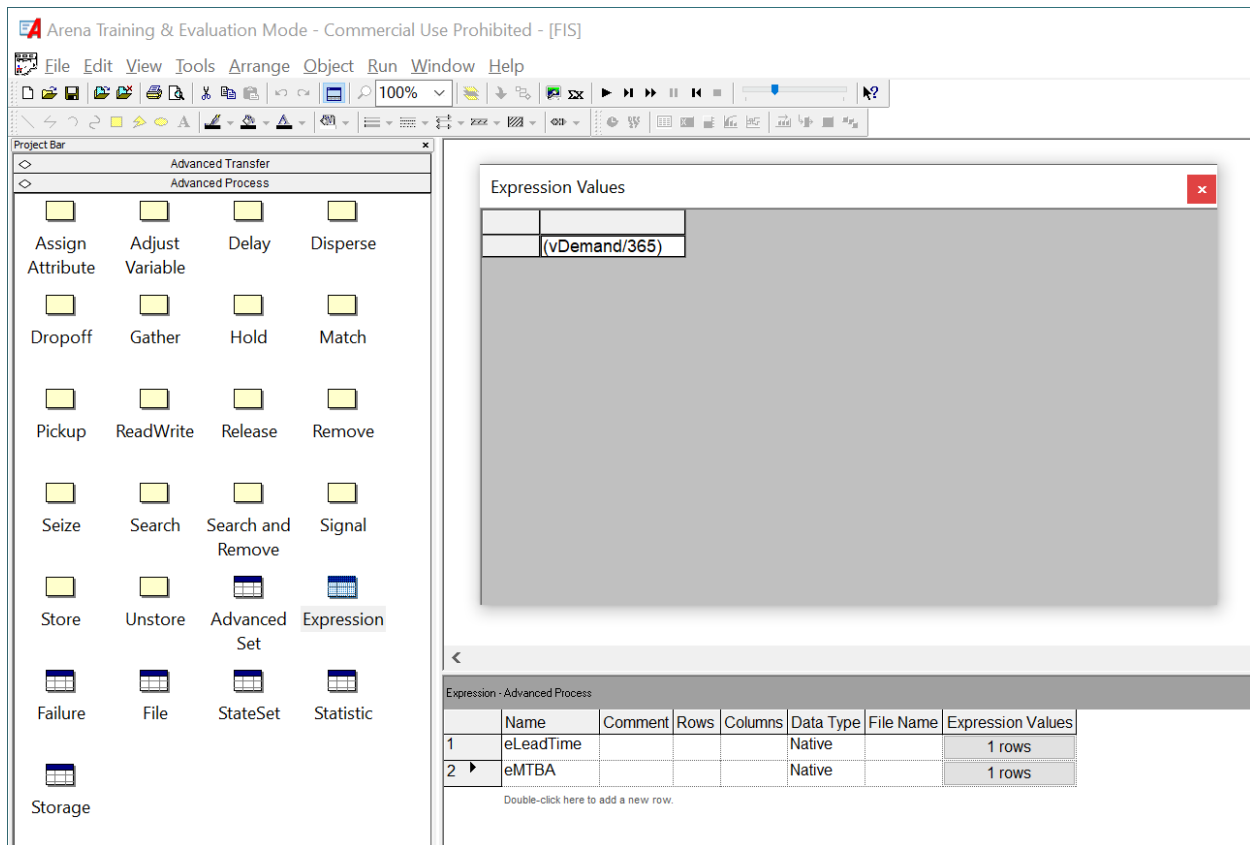 Arena Training & Evaluation Mode - Commercial Use Prohibited - [FIS]
File Edit View Tools Arrange Object Run Window Help
100%
Project Bar
Advanced Transfer
Advanced Process
Assign Attribute
Adjust Variable
Delay
Disperse
Dropoff
Gather
Hold
Match
Pickup
ReadWrite
Release
Remove
Seize
Search
Search and Remove
Signal
Store
Unstore
Advanced Set
Expression
Failure
File
StateSet
Statistic
Storage
Expression Values
(vDemand/365)
Expression - Advanced Process
Name Comment Rows Columns Data Type File Name Expression Values
1 eLeadTime Native 1 rows
2 eMTBA Native 1 rows
Double-click here to add a new row.